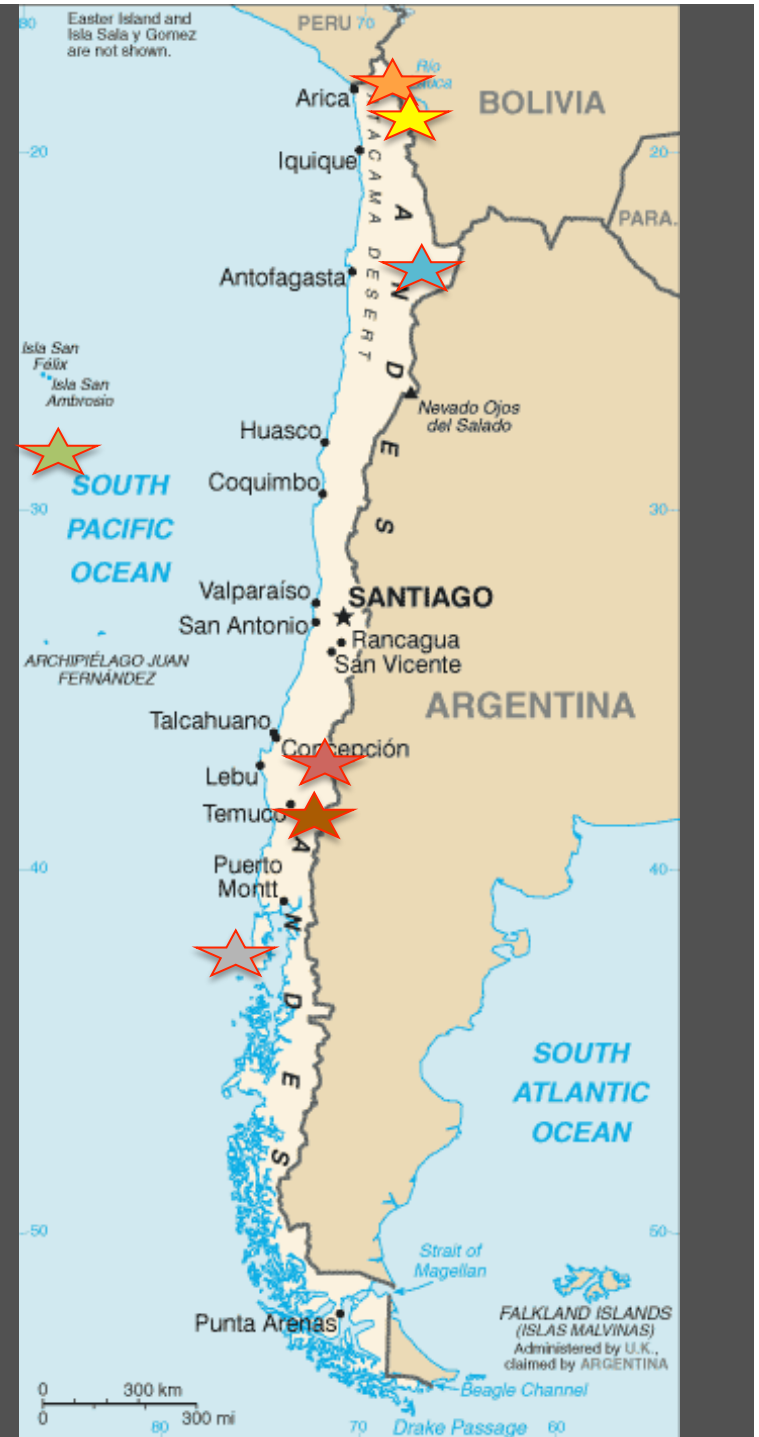 80
Easter Island and
Isla Sala y Gomez
are not shown.
PERU
70
Río
Arica
BOLIVIA
ATACAMA DESERT
20
Iquique
20
PARA.
ANDES
Antofagasta
Isla San
Félix
Isla San
Ambrosio
Nevado Ojos
del Salado
Huasco
Coquimbo
SOUTH
PACIFIC
OCEAN
30
30
Valparaíso
SANTIAGO
San Antonio
Rancagua
San Vicente
ARCHIPIÉLAGO JUAN
FERNÁNDEZ
ARGENTINA
Talcahuano
Concepción
Lebu
Temuco
40
40
Puerto
Montt
ANDES
SOUTH
ATLANTIC
OCEAN
50
50
Strait of
Magellan
Punta Arenas
FALKLAND ISLANDS
(ISLAS MALVINAS)
Administered by U.K.,
claimed by ARGENTINA
Beagle Channel
0 300 km
0 300 mi
80
70
Drake Passage
60